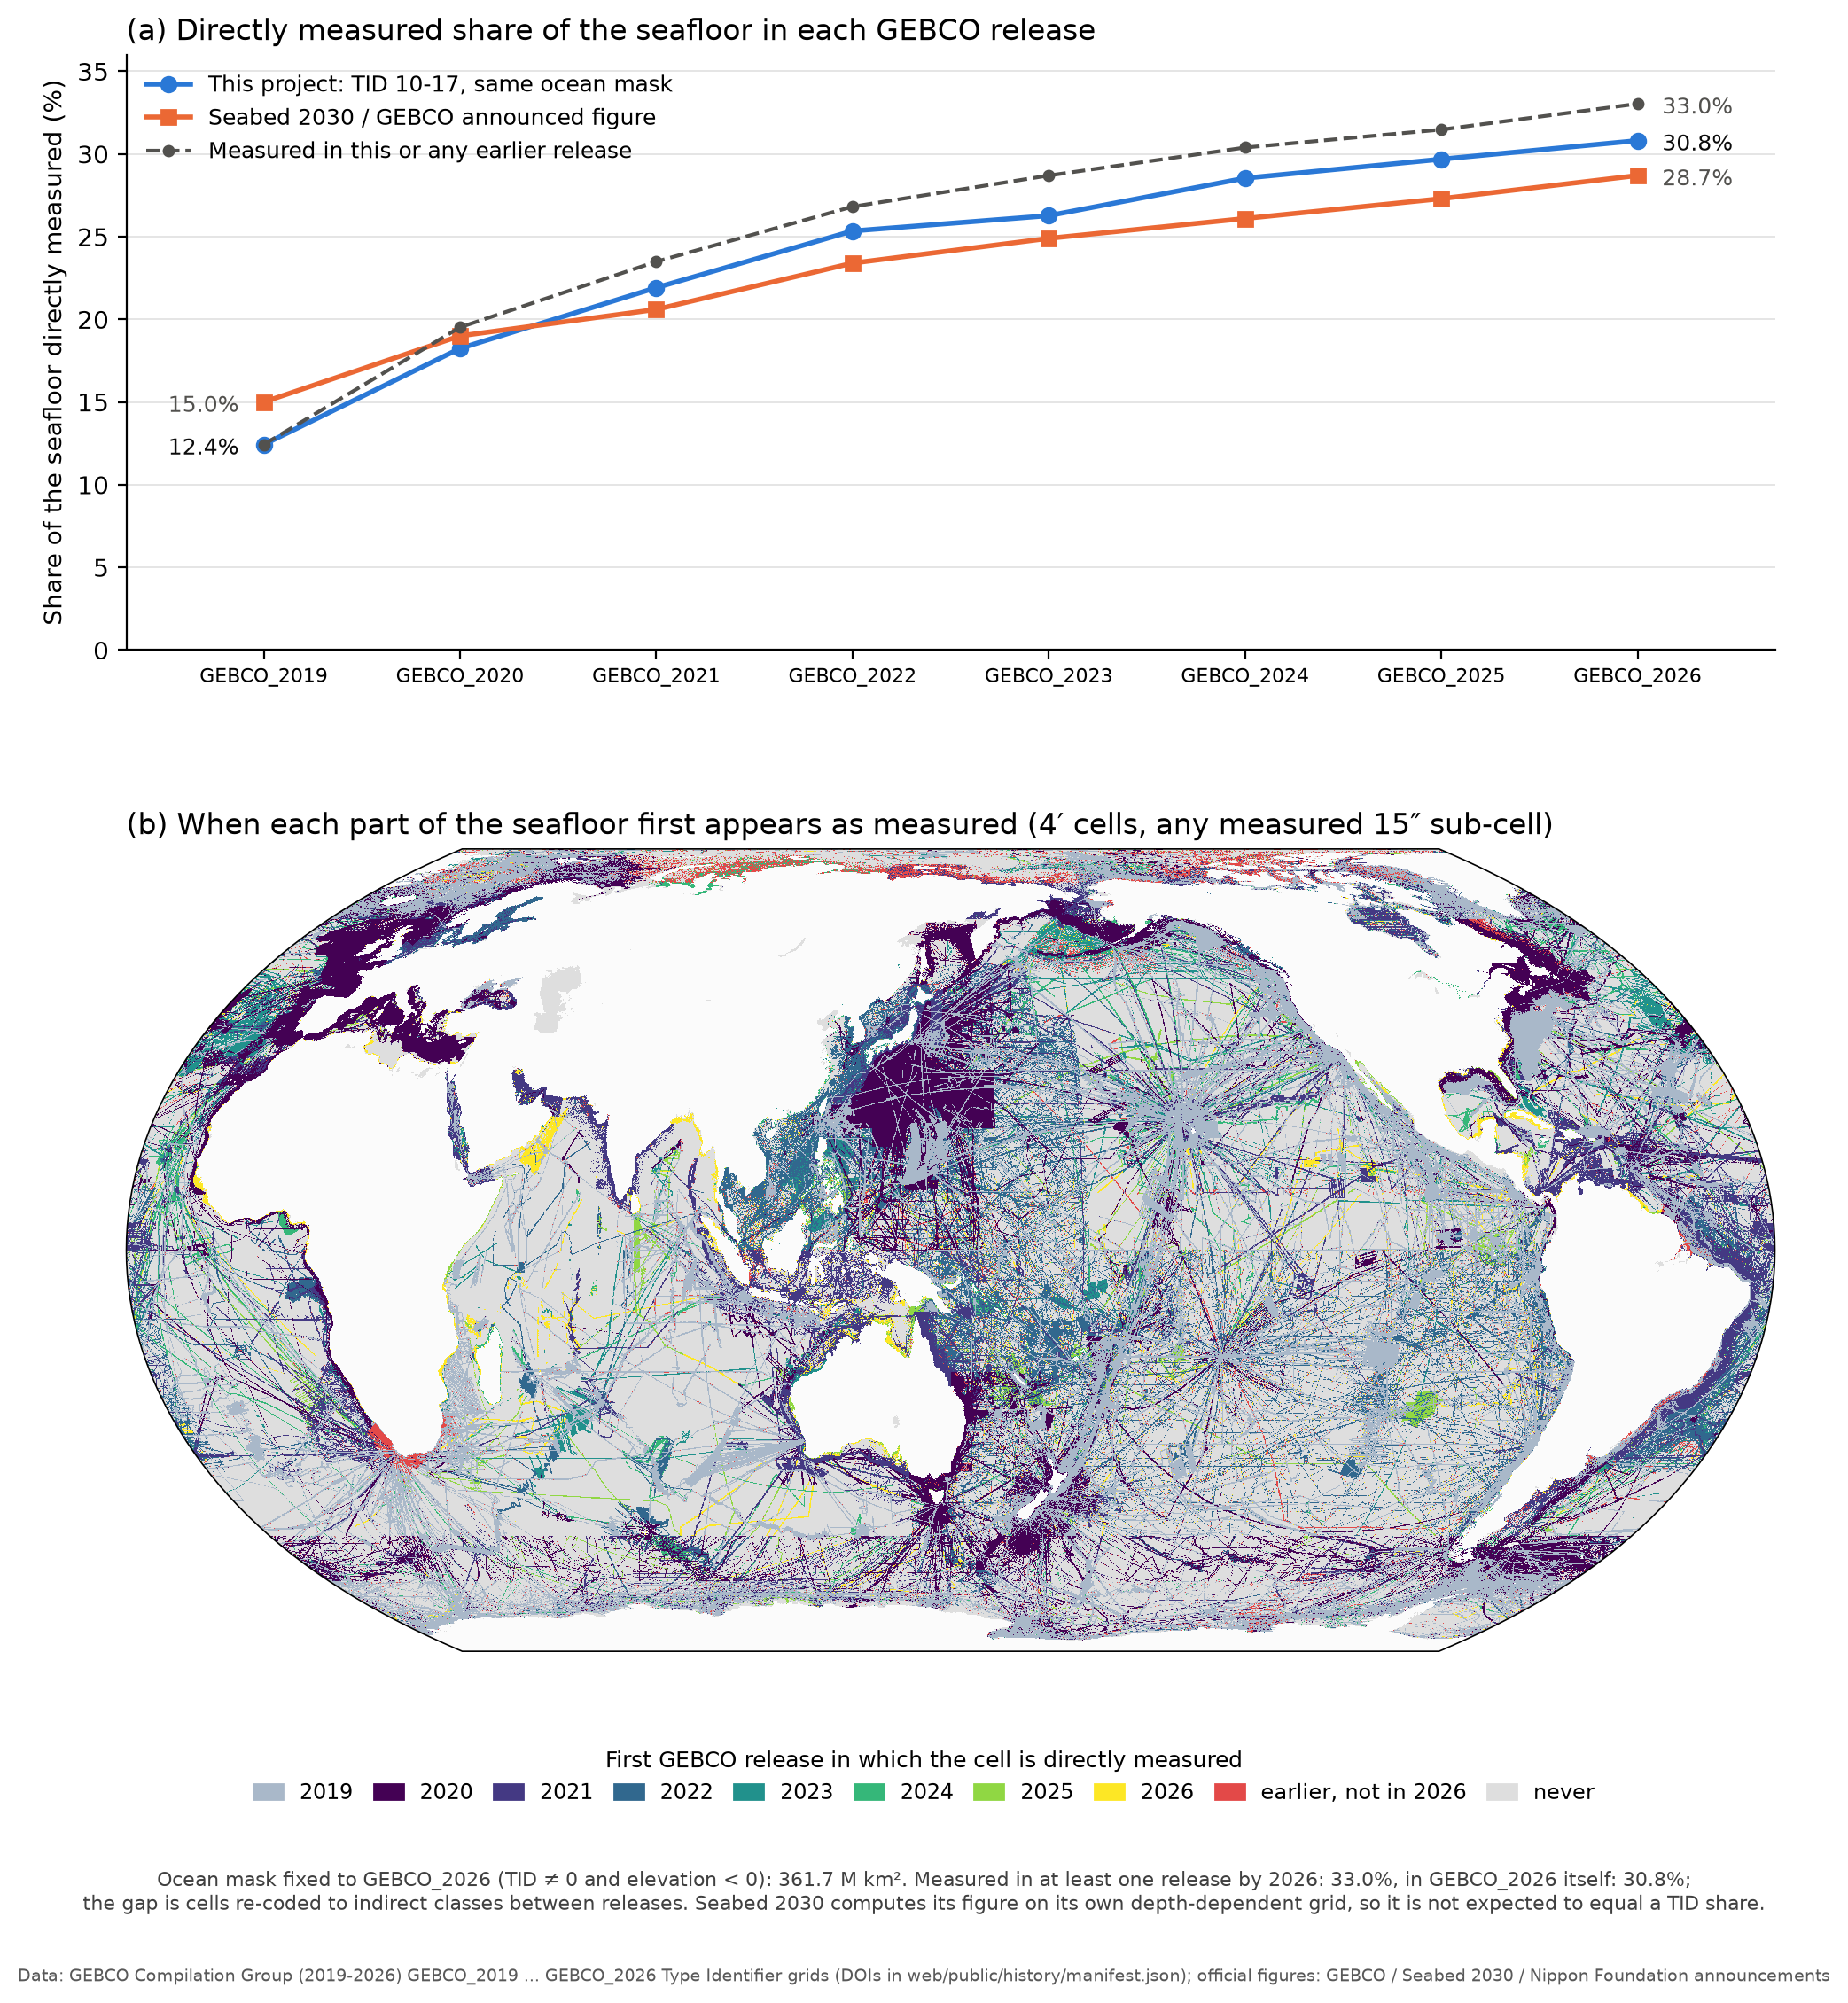 (a) Directly measured share of the seafloor in each GEBCO release
Share of the seafloor directly measured (%)
35
30
25
20
15
10
5
0
This project: TID 10-17, same ocean mask
Seabed 2030 / GEBCO announced figure
Measured in this or any earlier release
33.0%
30.8%
28.7%
15.0%
12.4%
GEBCO_2019 GEBCO_2020 GEBCO_2021 GEBCO_2022 GEBCO_2023 GEBCO_2024 GEBCO_2025 GEBCO_2026
(b) When each part of the seafloor first appears as measured (4′ cells, any measured 15″ sub-cell)
First GEBCO release in which the cell is directly measured
2019 2020 2021 2022 2023 2024 2025 2026 earlier, not in 2026 never
Ocean mask fixed to GEBCO_2026 (TID ≠ 0 and elevation < 0): 361.7 M km². Measured in at least one release by 2026: 33.0%, in GEBCO_2026 itself: 30.8%;
the gap is cells re-coded to indirect classes between releases. Seabed 2030 computes its figure on its own depth-dependent grid, so it is not expected to equal a TID share.
Data: GEBCO Compilation Group (2019-2026) GEBCO_2019 ... GEBCO_2026 Type Identifier grids (DOIs in web/public/history/manifest.json); official figures: GEBCO / Seabed 2030 / Nippon Foundation announcements